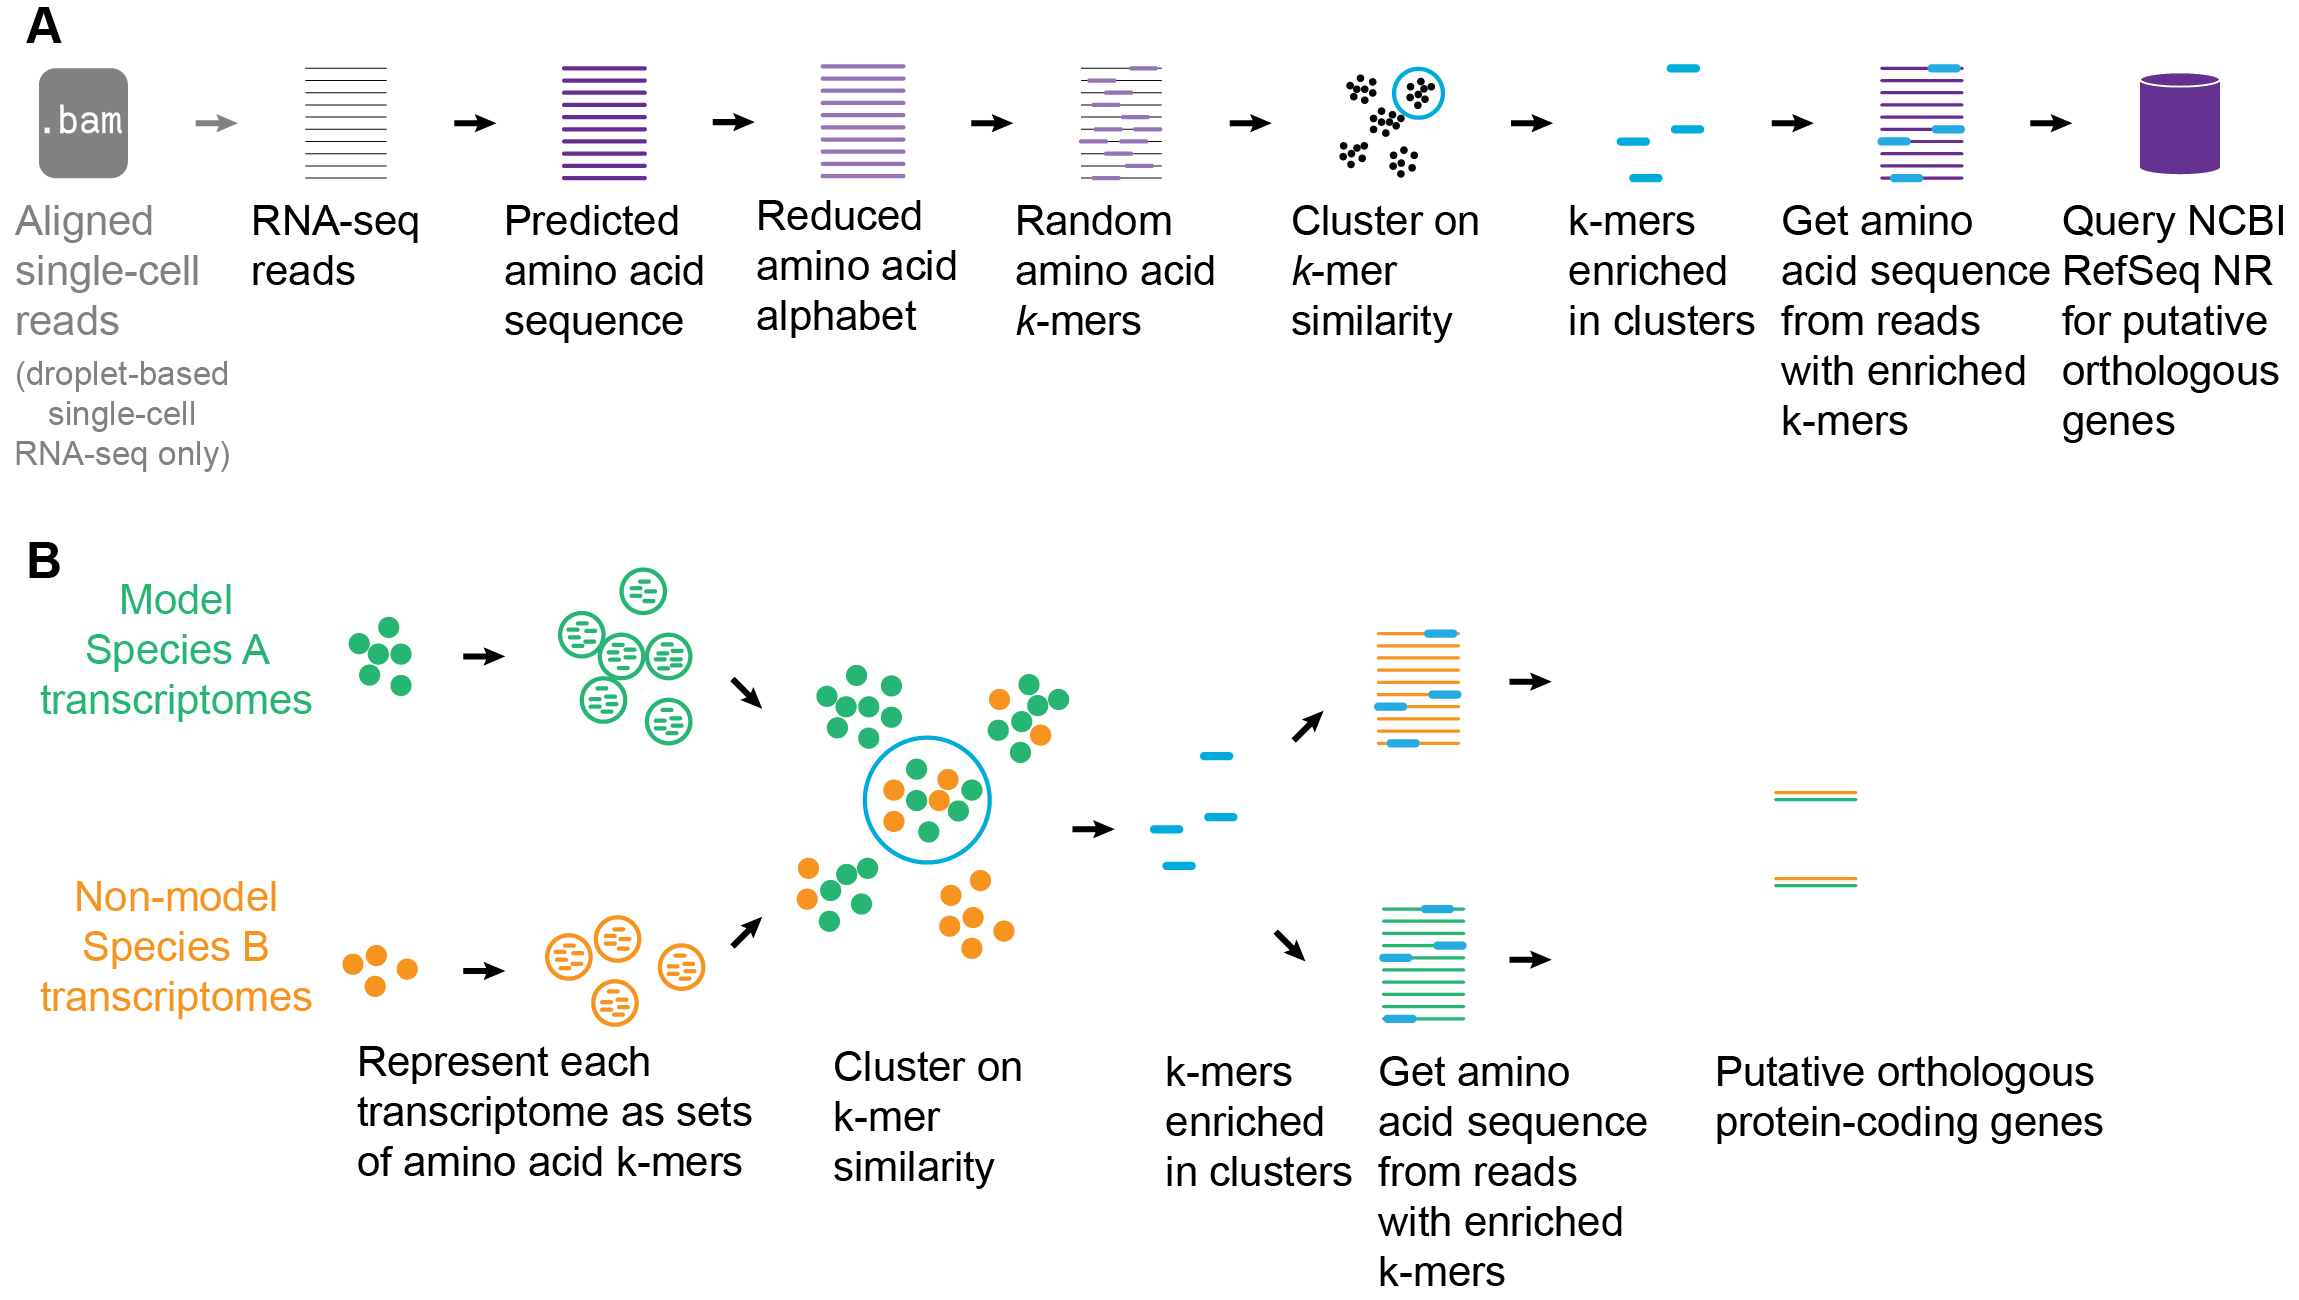 A
.bam
Aligned
single-cell
reads
(droplet-based
single-cell
RNA-seq only)
RNA-seq
reads
Predicted
amino acid
sequence
Reduced
amino acid
alphabet
Random
amino acid
k-mers
Cluster on
k-mer
similarity
k-mers
enriched
in clusters
Get amino
acid sequence
from reads
with enriched
k-mers
Query NCBI
RefSeq NR
for putative
orthologous
genes
B
Model
Species A
transcriptomes
Non-model
Species B
transcriptomes
Represent each
transcriptome as sets
of amino acid k-mers
Cluster on
k-mer
similarity
k-mers
enriched
in clusters
Get amino
acid sequence
from reads
with enriched
k-mers
Putative orthologous
protein-coding genes